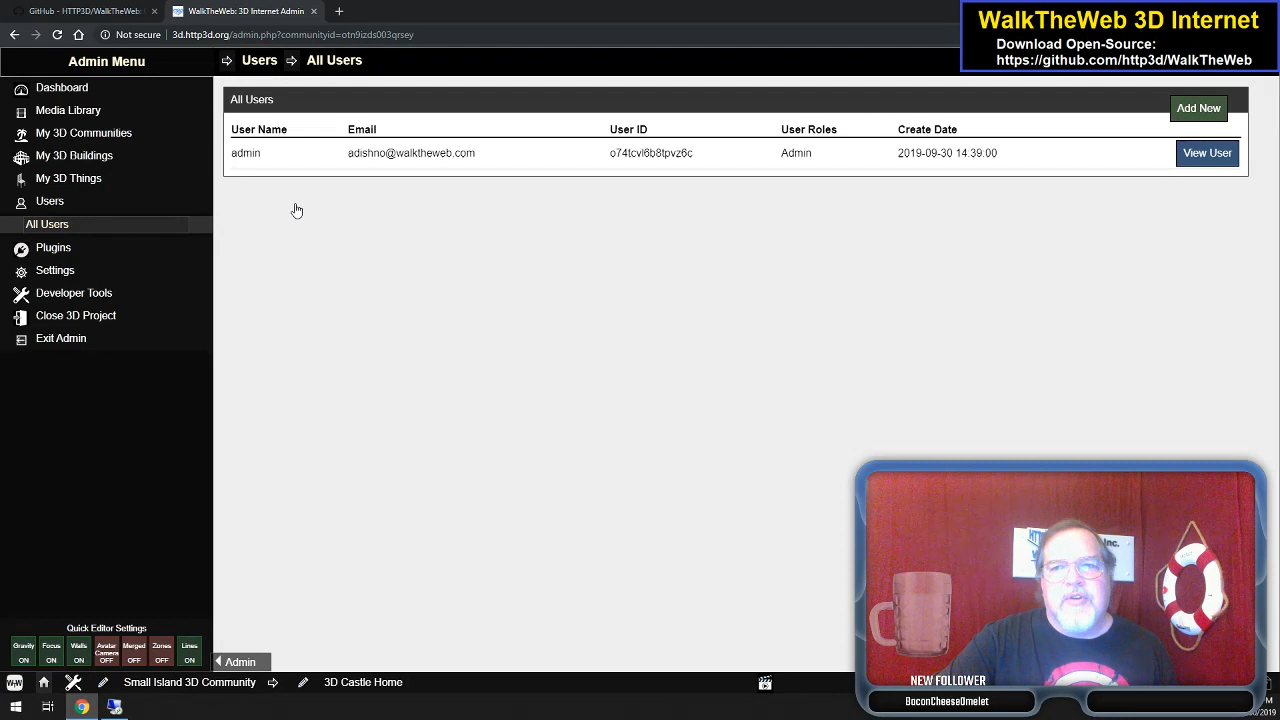 GitHub - HTTP3D/WalkTheWeb:
WalkTheWeb: 3D Internet Admin
Not secure
3d.http3d.org/admin.php?communityid=otn9izds003qrsey
WalkTheWeb 3D Internet
Download Open-Source:
https://github.com/http3d/WalkTheWeb
Admin Menu
Users
All Users
Dashboard
Media Library
My 3D Communities
My 3D Buildings
My 3D Things
Users
All Users
Plugins
Settings
Developer Tools
Close 3D Project
Exit Admin
All Users
Add New
User Name Email User ID User Roles Create Date
admin adishno@walktheweb.com o74tcvl6b8tpvz6c Admin 2019-09-30 14.39:00 View User
Quick Editor Settings
Gravity ON
Focus ON
Walls ON
Avatar Camera OFF
Merged OFF
Zones OFF
Lines ON
Admin
Small Island 3D Community
3D Castle Home
Inc.
NEW FOLLOWER
BaconCheeseOmelet